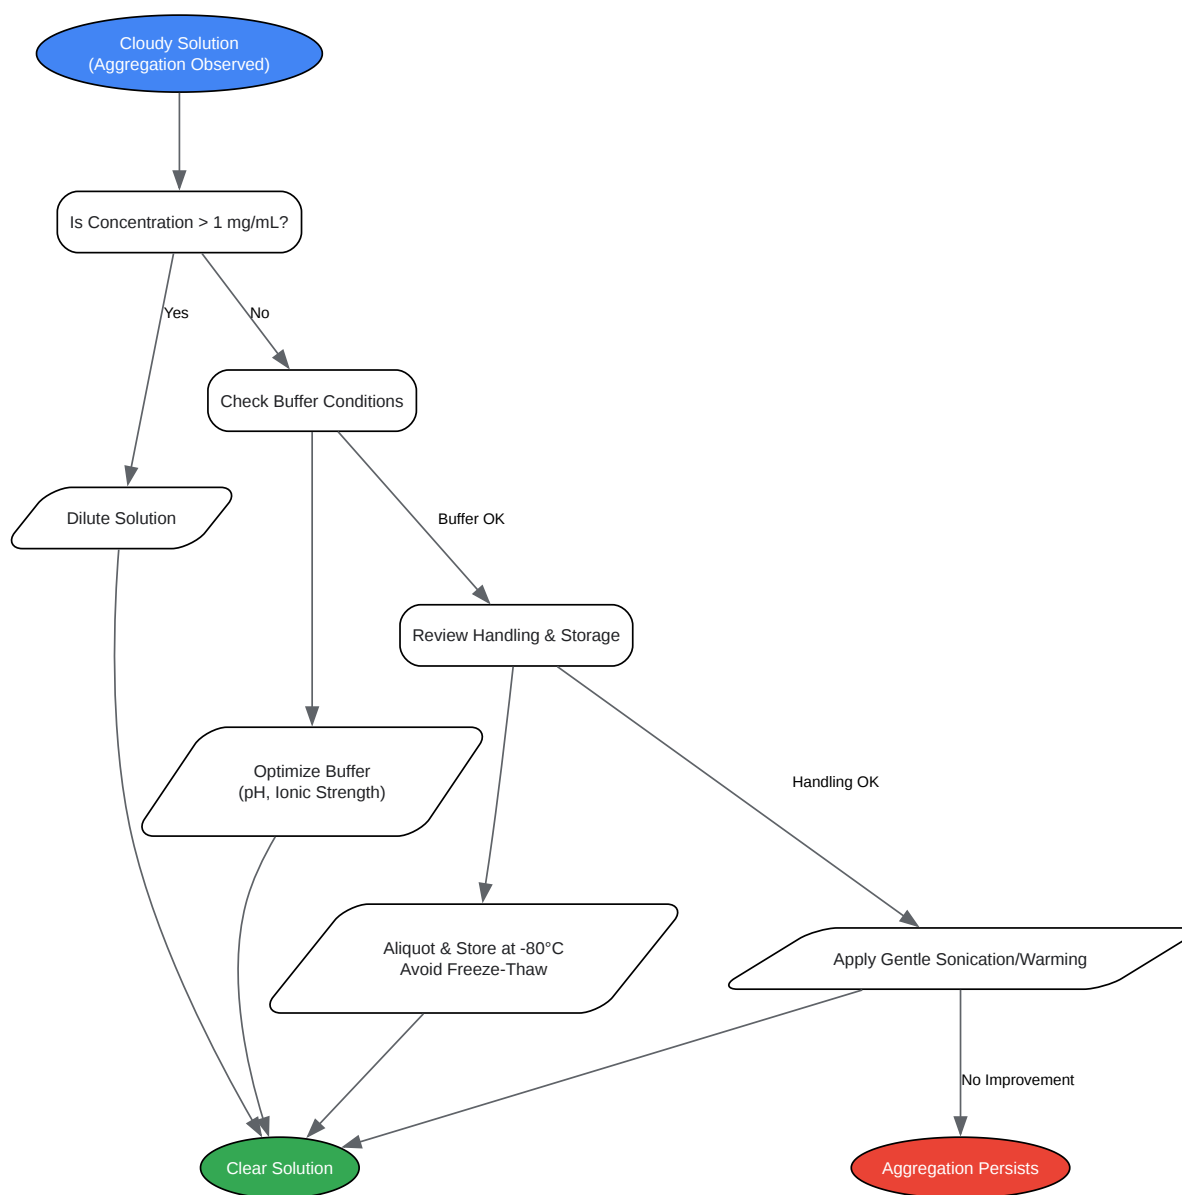 Cloudy Solution
(Aggregation Observed)
Is Concentration > 1 mg/mL?
Yes
No
Check Buffer Conditions
Dilute Solution
Buffer OK
Review Handling & Storage
Optimize Buffer
(pH, Ionic Strength)
Handling OK
Aliquot & Store at -80°C
Avoid Freeze-Thaw
Apply Gentle Sonication/Warming
No Improvement
Clear Solution
Aggregation Persists